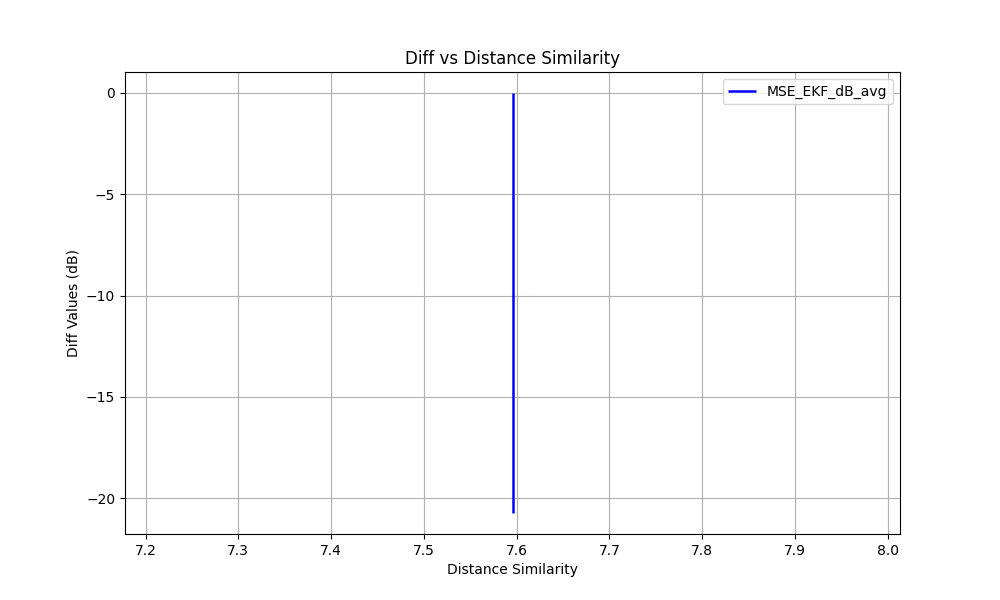 Diff vs Distance Similarity
MSE_EKF_dB_avg
Diff Values (dB)
0
−5
−10
−15
−20
7.2 7.3 7.4 7.5 7.6 7.7 7.8 7.9 8.0
Distance Similarity